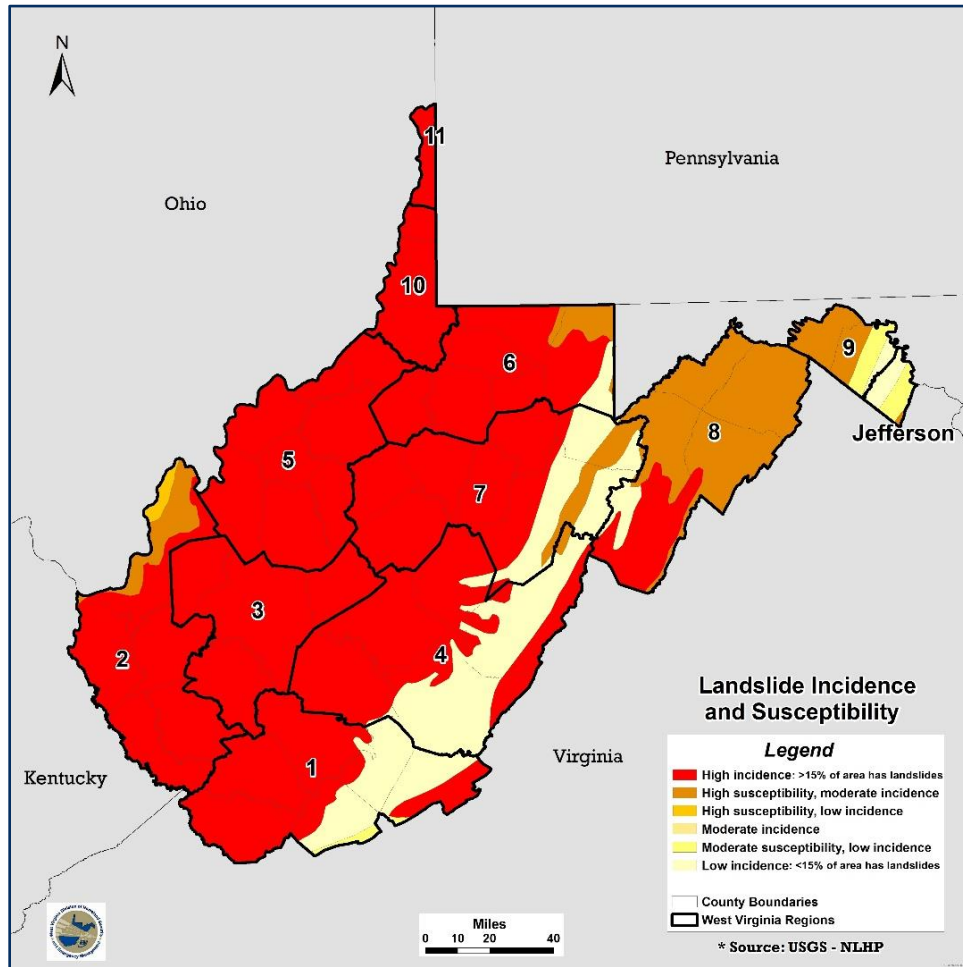 N
11
Pennsylvania
Ohio
10
9
6
8
Jefferson
5
7
3
4
2
Landslide Incidence
and Susceptibility
Legend
Virginia
1
Kentucky
High incidence: >15% of area has landslides
High susceptibility, moderate incidence
High susceptibility, low incidence
Moderate incidence
Moderate susceptibility, low incidence
Low incidence: <15% of area has landslides
County Boundaries
West Virginia Regions
Miles
0 10 20 40
* Source: USGS - NLHP